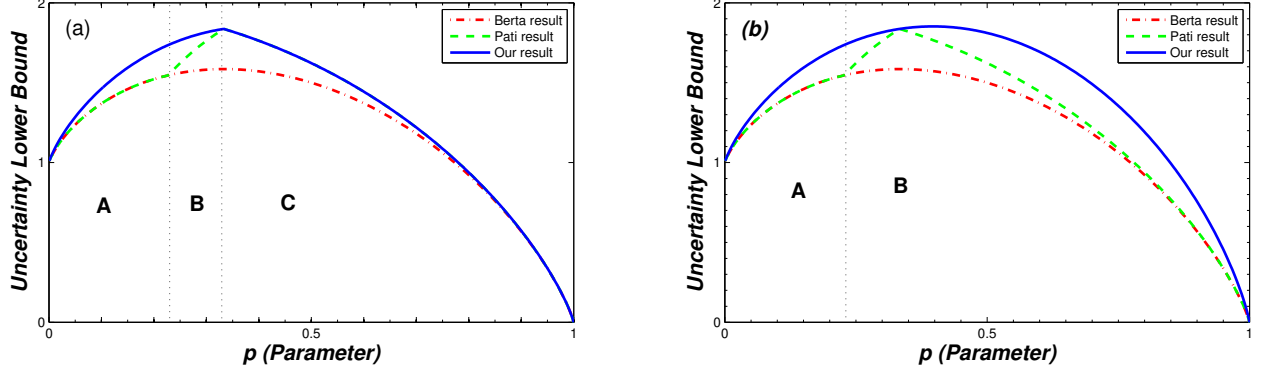 (a)
Berta result
Pati result
Our result
Uncertainty Lower Bound
2
1
0
A
B
C
0
0.5
1
p (Parameter)
(b)
Berta result
Pati result
Our result
Uncertainty Lower Bound
2
1
0
A
B
0
0.5
1
p (Parameter)